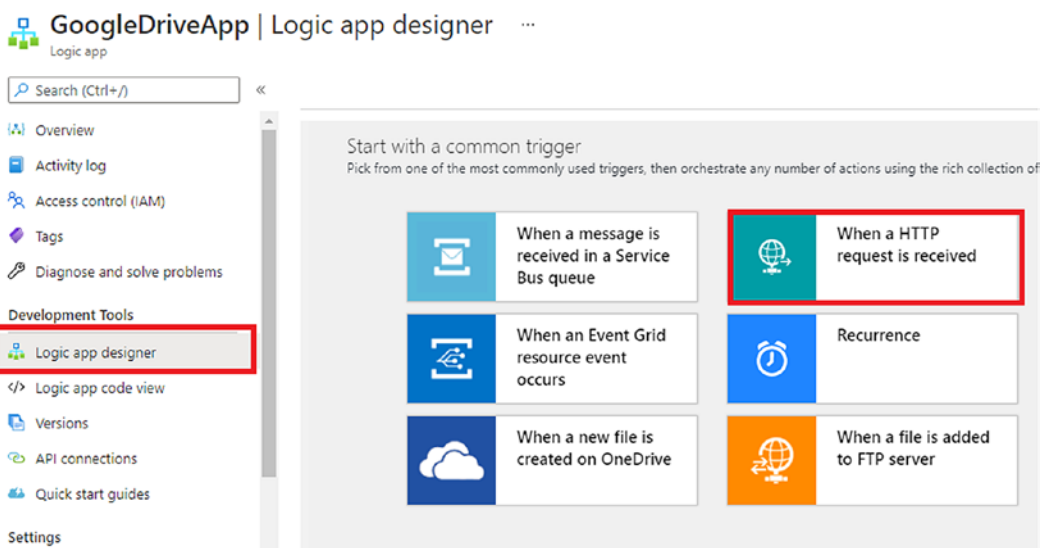 GoogleDriveApp | Logic app designer ...
Logic app
Search (Ctrl+/)
«
Overview
Activity log
Access control (IAM)
Tags
Diagnose and solve problems
Development Tools
Logic app designer
Logic app code view
Versions
API connections
Quick start guides
Settings
Start with a common trigger
Pick from one of the most commonly used triggers, then orchestrate any number of actions using the rich collection of
When a message is
received in a Service
Bus queue
When a HTTP
request is received
When an Event Grid
resource event
occurs
Recurrence
When a new file is
created on OneDrive
When a file is added
to FTP server